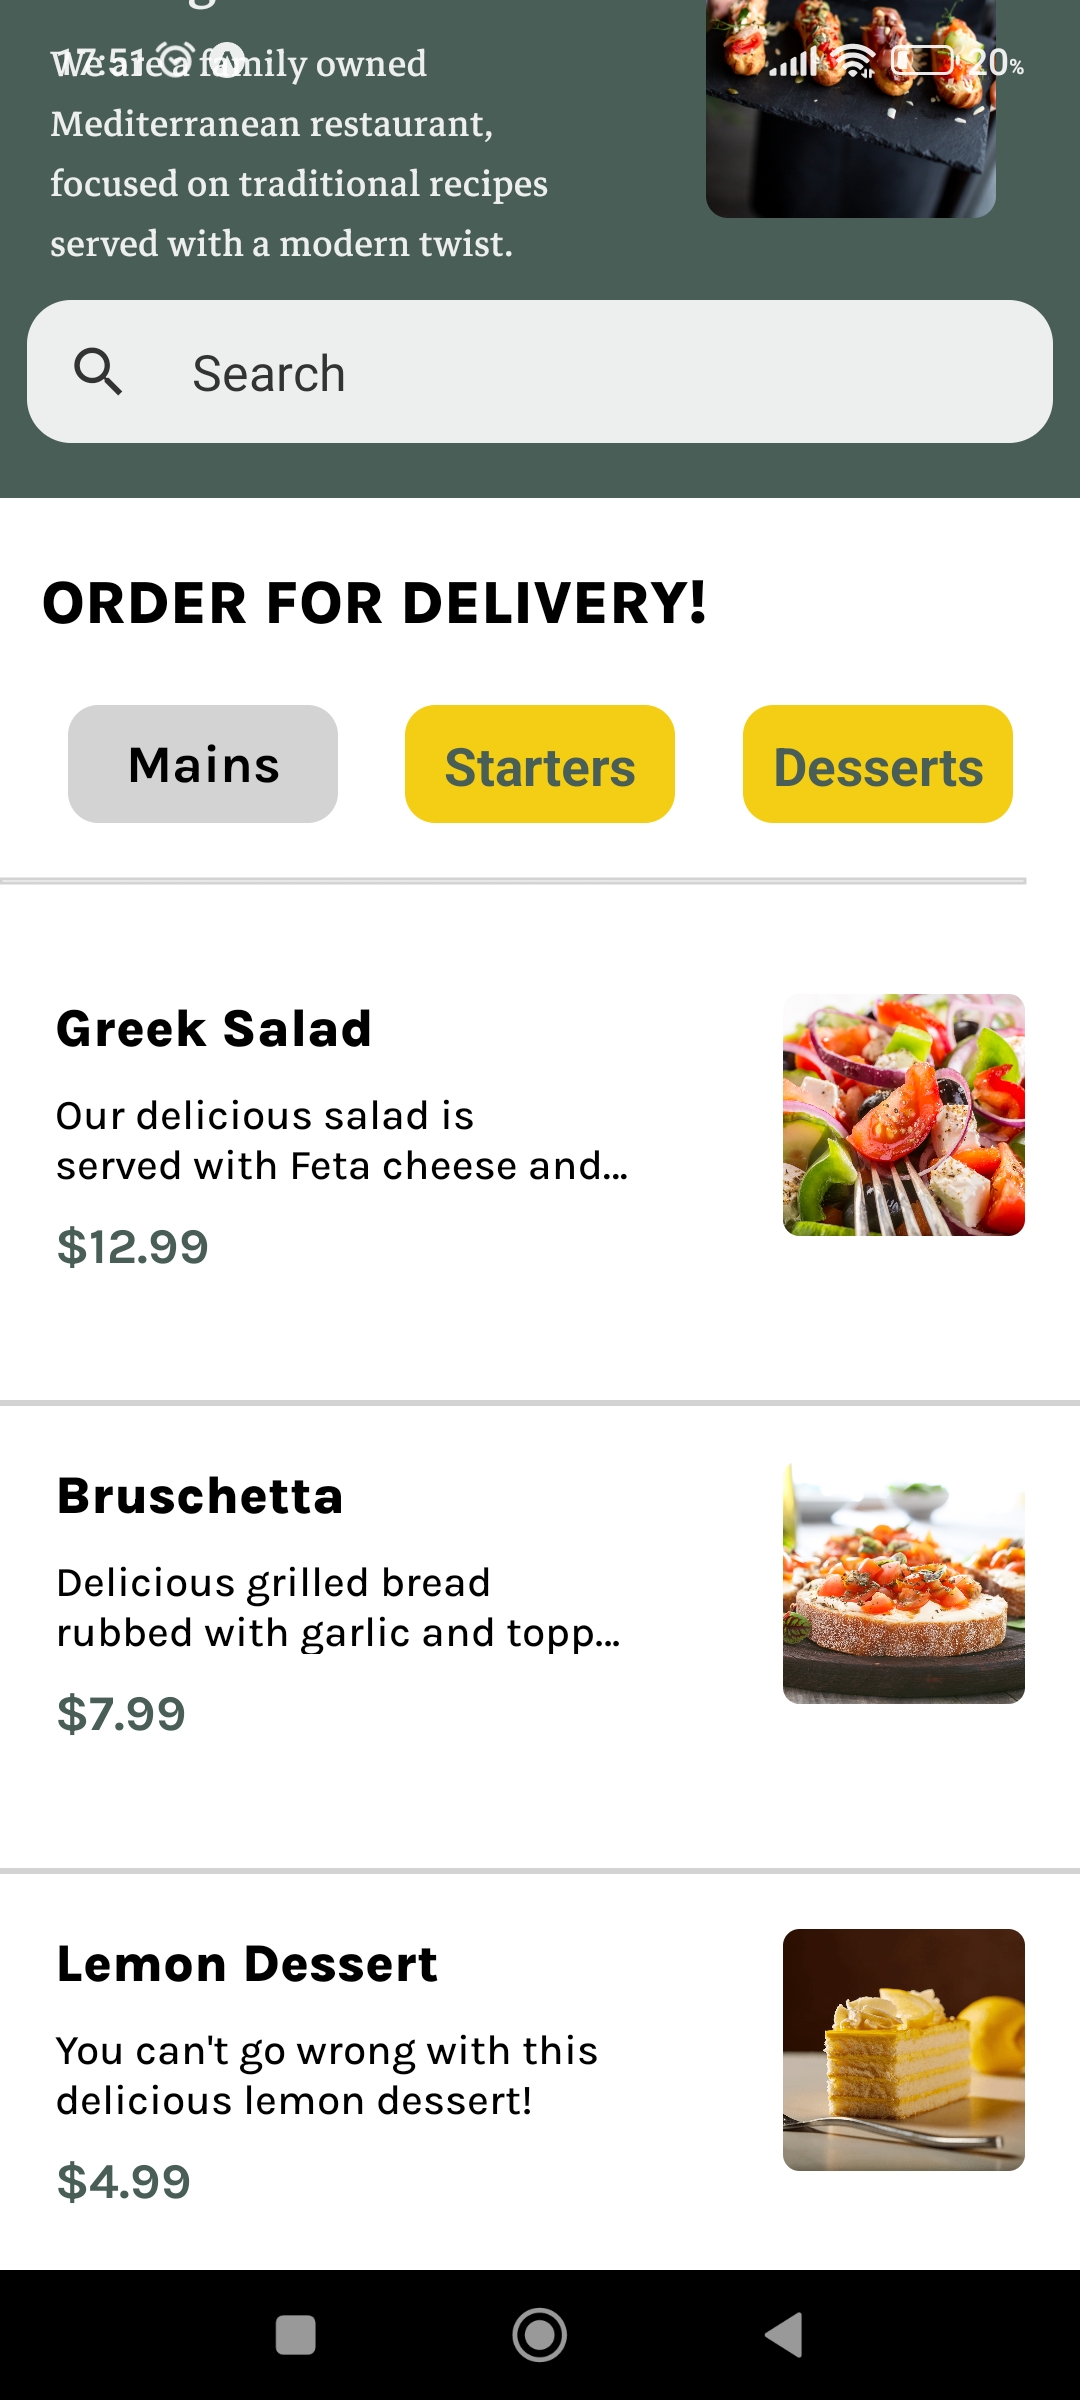 17:51
20%
We are a family owned
Mediterranean restaurant,
focused on traditional recipes
served with a modern twist.
Search
ORDER FOR DELIVERY!
Mains
Starters
Desserts
Greek Salad
Our delicious salad is
served with Feta cheese and...
$12.99
Bruschetta
Delicious grilled bread
rubbed with garlic and topp...
$7.99
Lemon Dessert
You can't go wrong with this
delicious lemon dessert!
$4.99